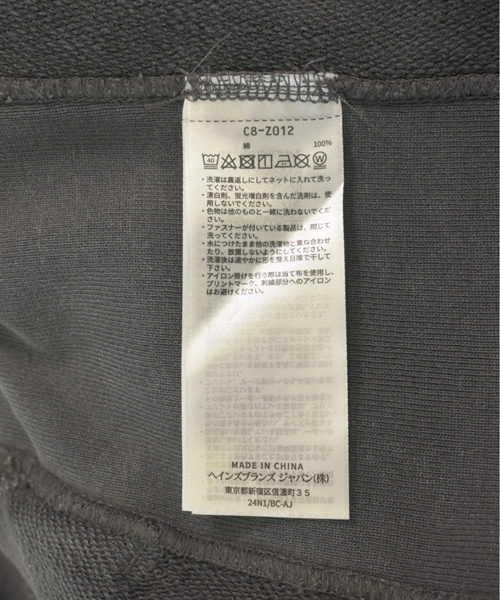 C8-Z012
綿 100%
40
・洗濯は裏返しにしてネットに入れて洗っ
てください。
・漂白剤、蛍光増白剤を含んだ洗剤は、使
用しないでください。
・色物は他のものと一緒に洗わないでくだ
さい。
・ファスナーが付いている製品は、閉じて
洗ってください。
・水につけたまま他の洗濯物と重ね合わせ
たり、放置しないようにしてください。
・洗濯後は速やかに形を整え日陰で干して
下さい。
・アイロン掛けを行う際は当て布を使用し、
プリントマーク、刺繍部分へのアイロン
はお避けください。
MADE IN CHINA
ヘインズブランズ ジャパン(株)
東京都新宿区信濃町35
24N1/BC-AJ